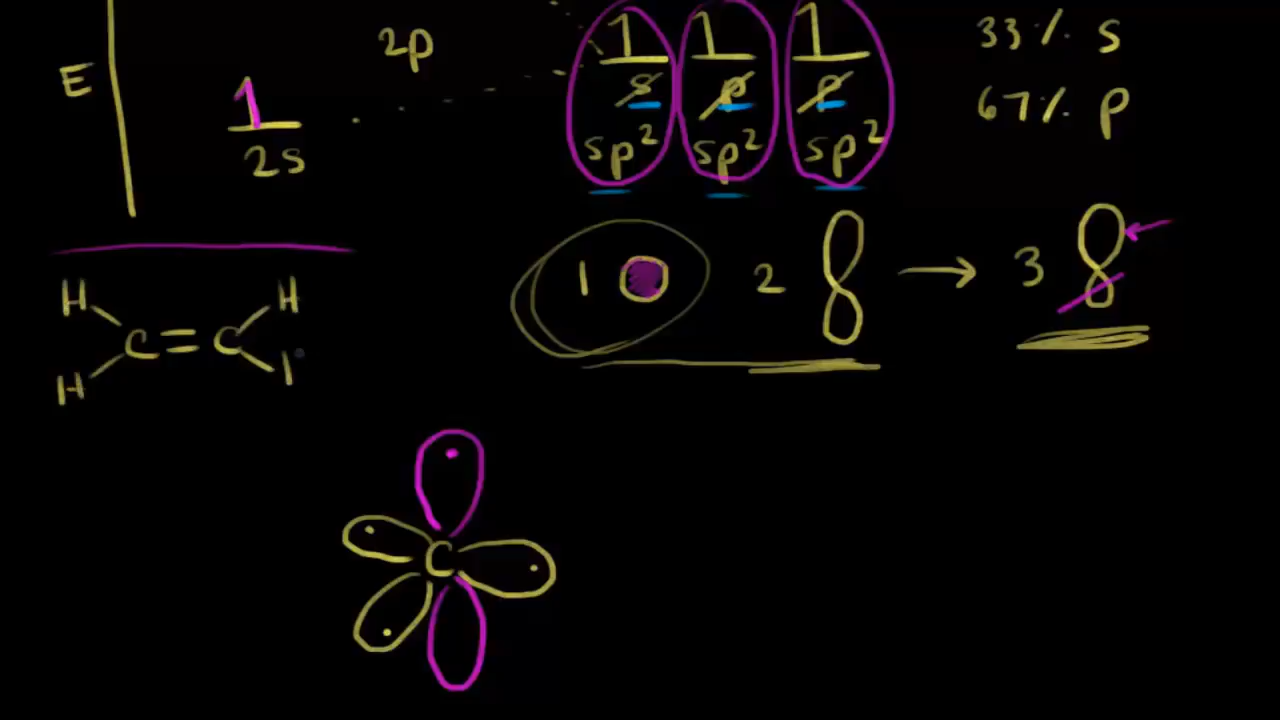 2p 1 1 1 33% s
E 1 s p p 67% p
2s sp² sp² sp²
1 2 → 3
H H
C = C
H
C